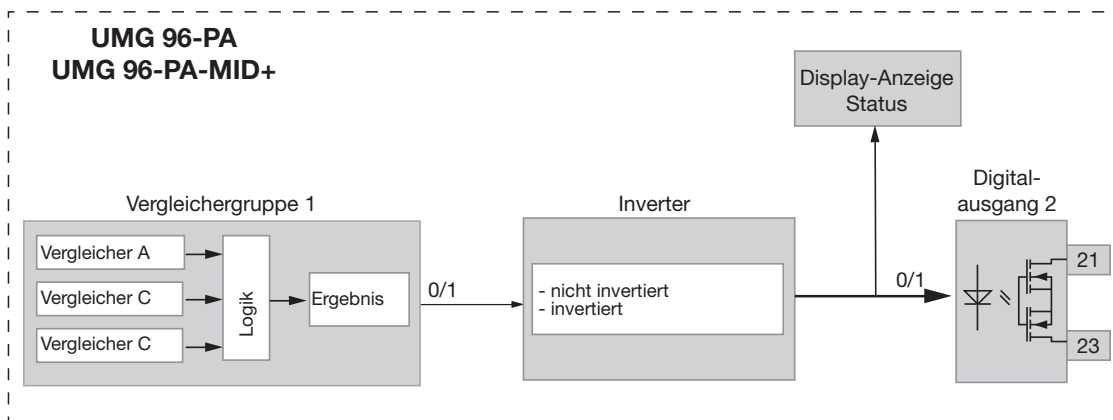 UMG 96-PA
UMG 96-PA-MID+
Display-Anzeige
Status
Vergleichergruppe 1
Vergleicher A
Vergleicher C
Vergleicher C
Logik
Ergebnis
0/1
Inverter
- nicht invertiert
- invertiert
0/1
Digital-
ausgang 2
21
23